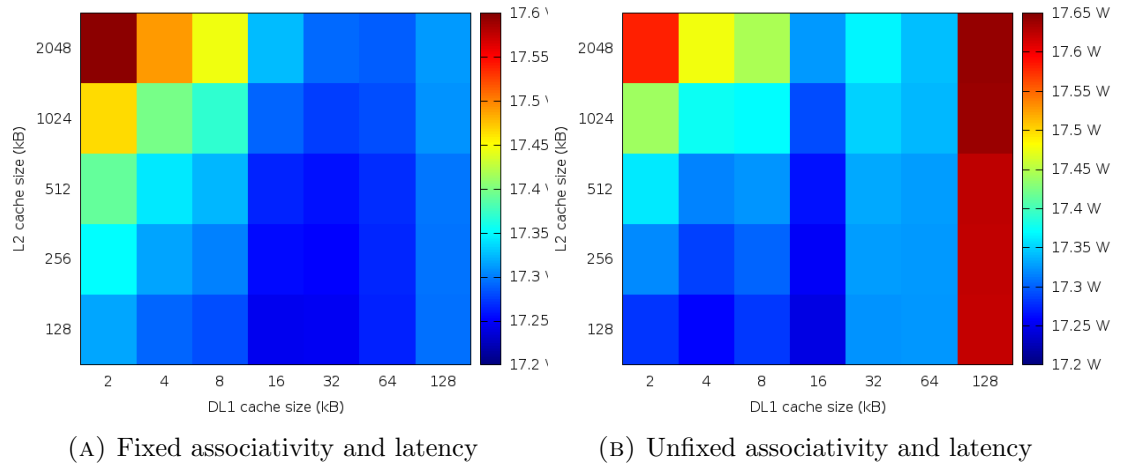 17.6 W
17.55
17.5
17.45
17.4 W
17.35
17.3
17.25
17.2 W
2048
1024
512
256
128
L2 cache size (kB)
2 4 8 16 32 64 128
DL1 cache size (kB)
(A) Fixed associativity and latency
17.65 W
17.6 W
17.55 W
17.5 W
17.45 W
17.4 W
17.35 W
17.3 W
17.25 W
17.2 W
2048
1024
512
256
128
L2 cache size (kB)
2 4 8 16 32 64 128
DL1 cache size (kB)
(B) Unfixed associativity and latency